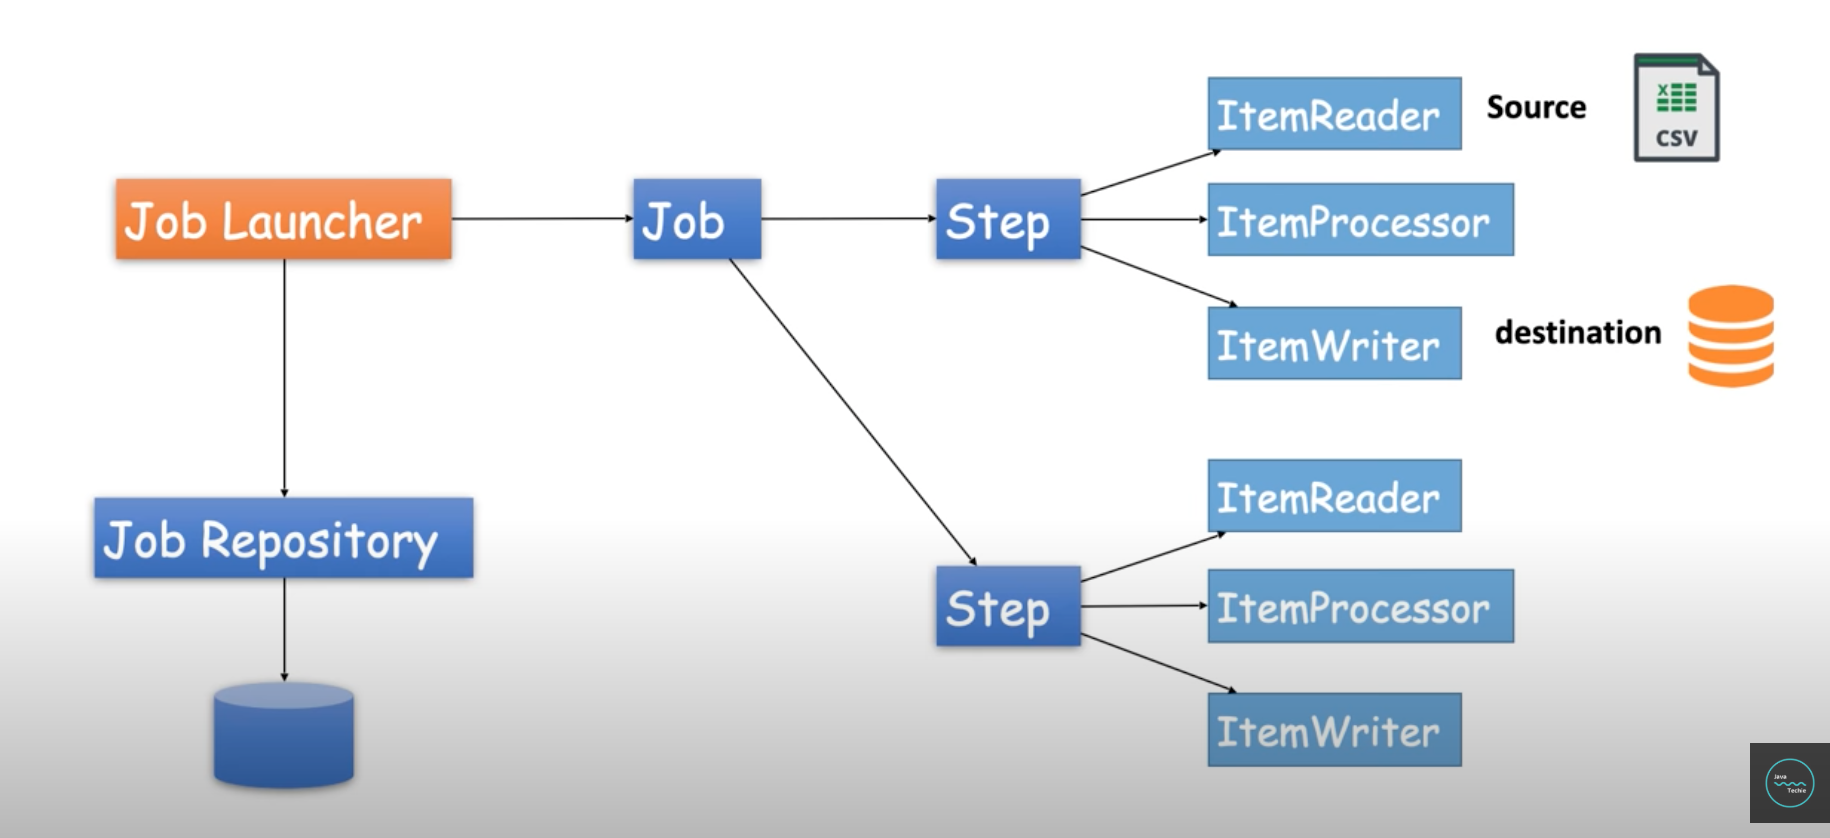 ItemReader
Source
X
CSV
Job Launcher
Job
Step
ItemProcessor
ItemWriter
destination
ItemReader
Job Repository
Step
ItemProcessor
ItemWriter
Java
Techie